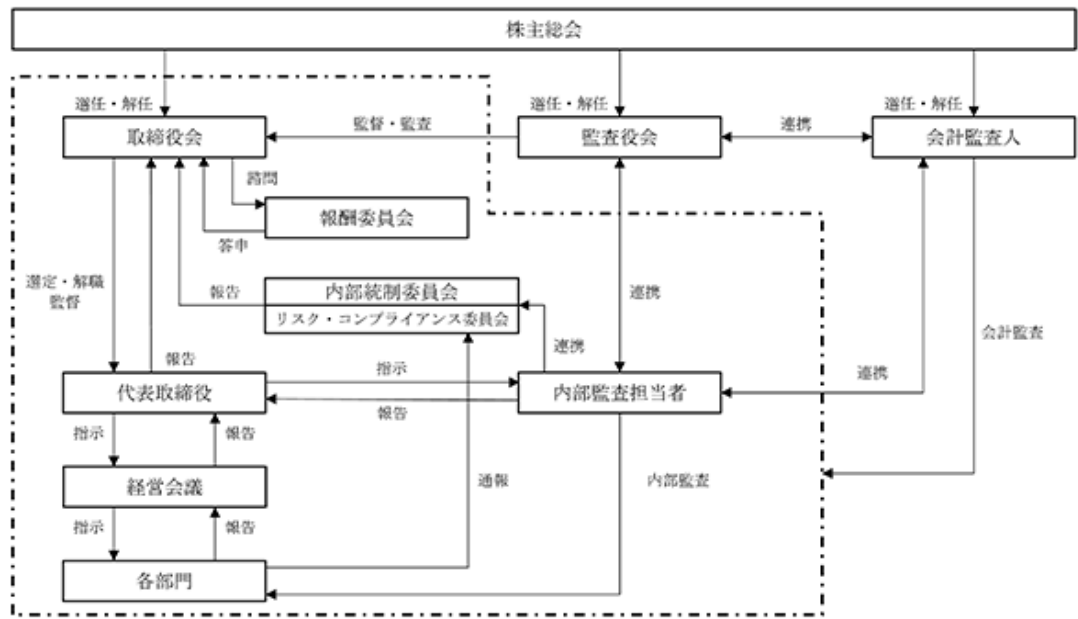 株主総会
選任・解任
選任・解任
選任・解任
取締役会
監督・監査
監査役会
連携
会計監査人
諮問
報酬委員会
答申
選定・解職
監督
報告
内部統制委員会
リスク・コンプライアンス委員会
連携
会計監査
連携
報告
指示
連携
代表取締役
内部監査担当者
報告
指示
報告
通報
内部監査
経営会議
指示
報告
各部門